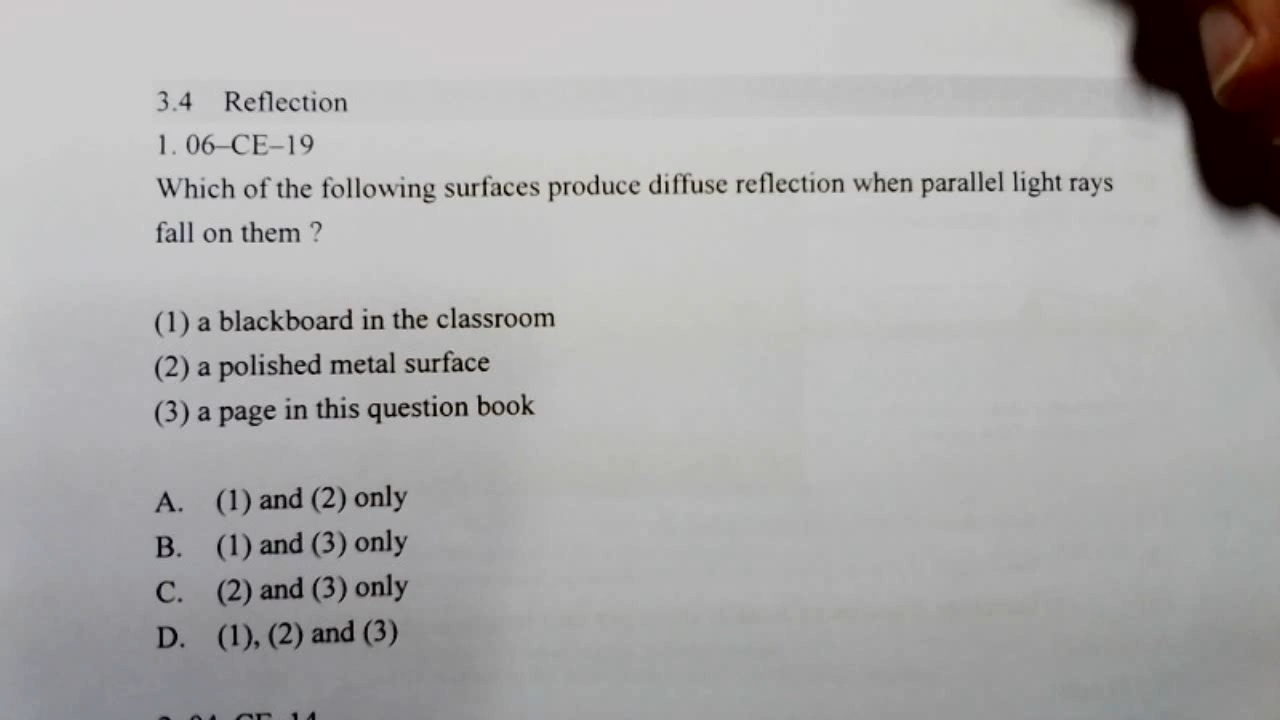 3.4 Reflection
1. 06–CE–19
Which of the following surfaces produce diffuse reflection when parallel light rays
fall on them ?
(1) a blackboard in the classroom
(2) a polished metal surface
(3) a page in this question book
A. (1) and (2) only
B. (1) and (3) only
C. (2) and (3) only
D. (1), (2) and (3)